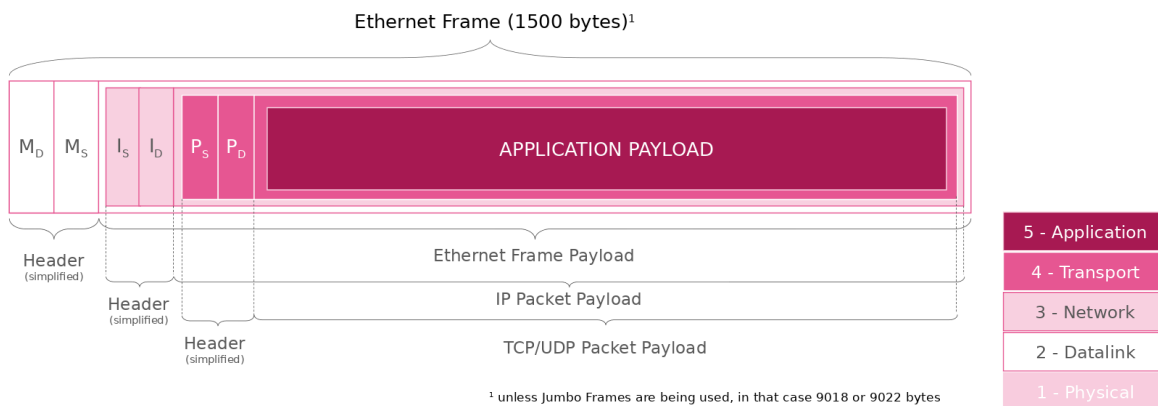 Ethernet Frame (1500 bytes)¹
M_D M_S I_S I_D P_S P_D APPLICATION PAYLOAD
Header
(simplified)
Ethernet Frame Payload
Header
(simplified)
IP Packet Payload
Header
(simplified)
TCP/UDP Packet Payload
5 - Application
4 - Transport
3 - Network
2 - Datalink
1 - Physical
¹ unless Jumbo Frames are being used, in that case 9018 or 9022 bytes